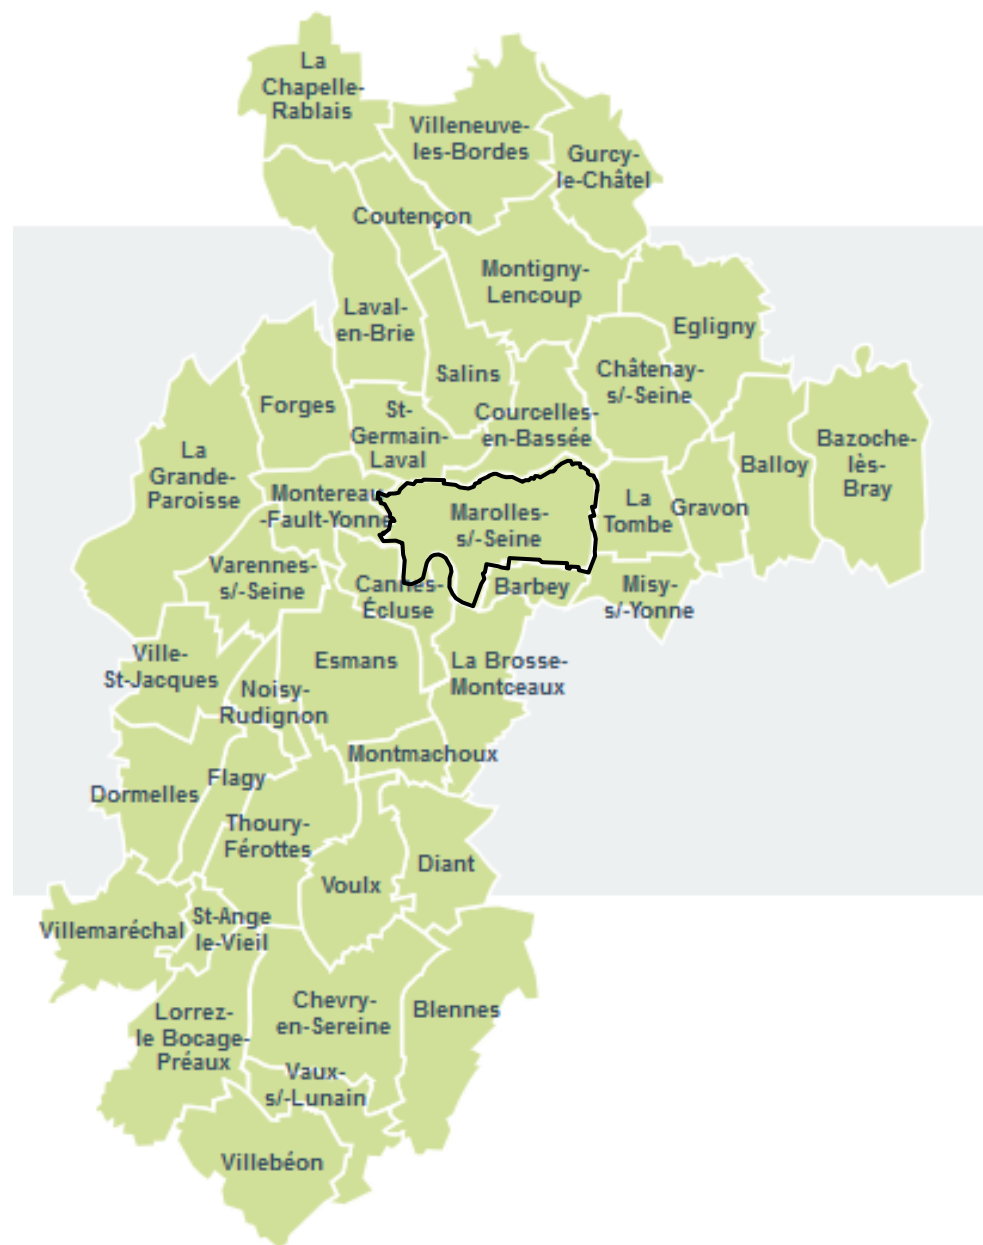 La
Chapelle-
Rablais
Villeneuve-
les-Bordes
Gurcy-
le-Châtel
Coutençon
Montigny-
Lencoup
Laval-
en-Brie
Egligny
Salins
Châtenay-
s/-Seine
Forges
St-
Germain-
Laval
Courcelles-
en-Bassée
La
Grande-
Paroisse
Balloy
Bazoche-
lès-
Bray
Montereau
-Fault-Yonne
Marolles-
s/-Seine
La
Tombe
Gravon
Varennes-
s/-Seine
Cannes-
Écluse
Barbey
Misy-
s/-Yonne
Ville-
St-Jacques
Noisy-
Rudignon
Esmans
La Brosse-
Montceaux
Montmachoux
Dormelles
Flagy
Thoury-
Férottes
Voulx
Diant
Villemaréchal
St-Ange
le-Vieil
Lorrez-
le Bocage-
Préaux
Chevry-
en-Sereine
Blennes
Vaux-
s/-Lunain
Villebéon